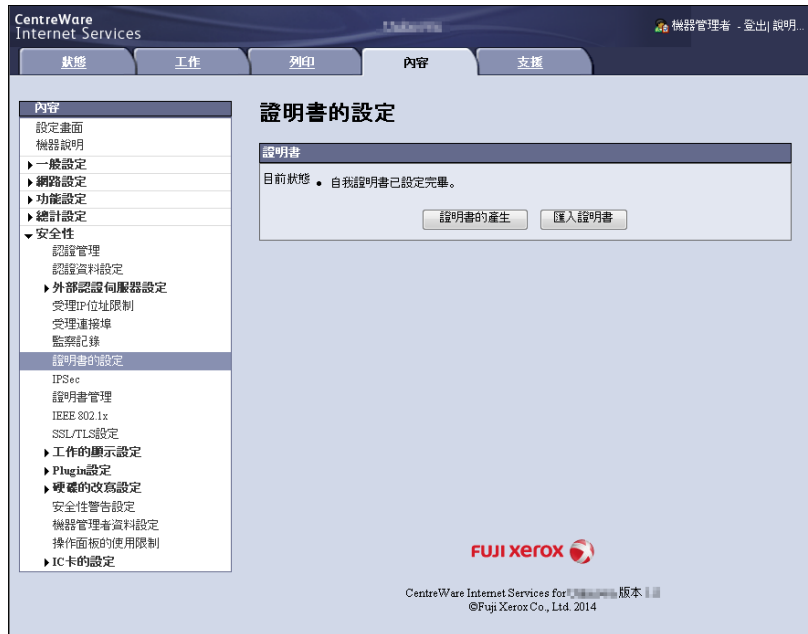 CentreWare
Internet Services
機器管理者 - 登出| 說明...
狀態 工作 列印 內容 支援
內容
設定畫面
機器說明
一般設定
網路設定
功能設定
總計設定
安全性
認證管理
認證資料設定
外部認證伺服器設定
受理IP位址限制
受理連接埠
監察記錄
證明書的設定
IPSec
證明書管理
IEEE 802.1x
SSL/TLS設定
工作的顯示設定
Plugin設定
硬碟的改寫設定
安全性警告設定
機器管理者資料設定
操作面板的使用限制
IC卡的設定
證明書的設定
證明書
目前狀態 • 自我證明書已設定完畢。
證明書的產生 匯入證明書
FUJI xerox
CentreWare Internet Services for 版本
©Fuji Xerox Co., Ltd. 2014